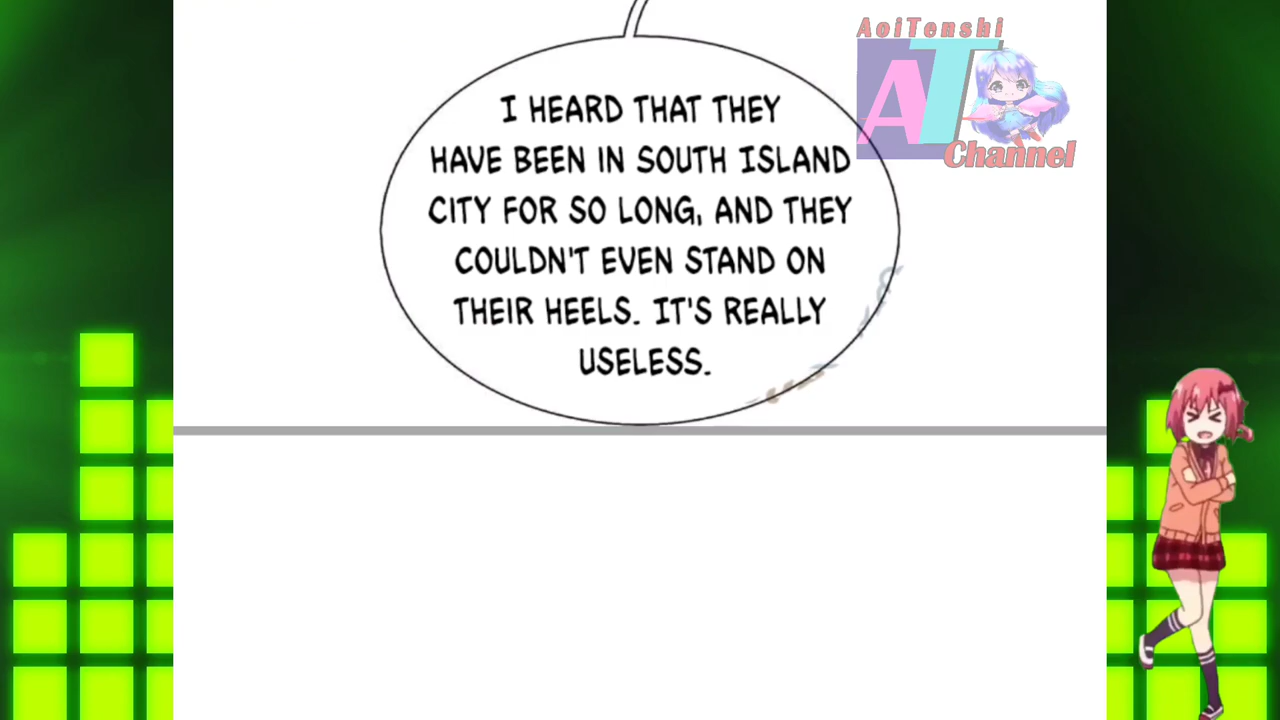 AoiTenshi
AT
Channel
I HEARD THAT THEY
HAVE BEEN IN SOUTH ISLAND
CITY FOR SO LONG, AND THEY
COULDN'T EVEN STAND ON
THEIR HEELS. IT'S REALLY
USELESS.